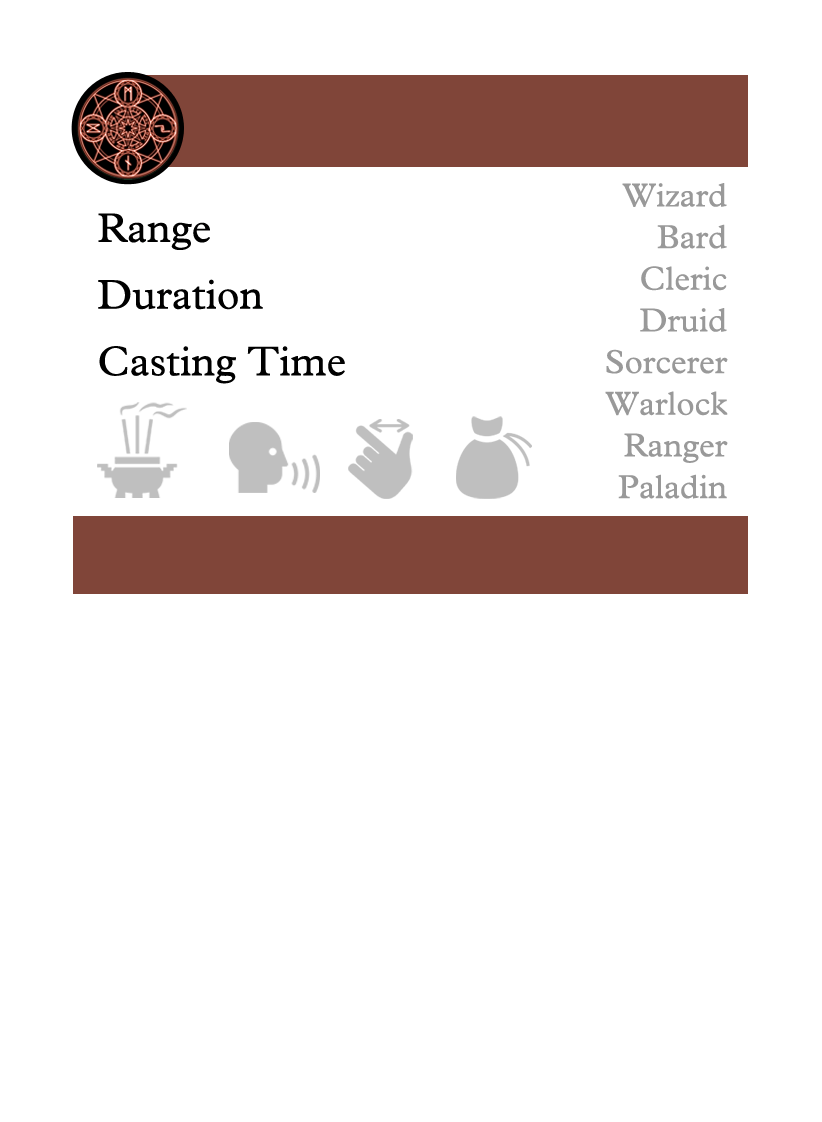 Range
Duration
Casting Time
Wizard
Bard
Cleric
Druid
Sorcerer
Warlock
Ranger
Paladin